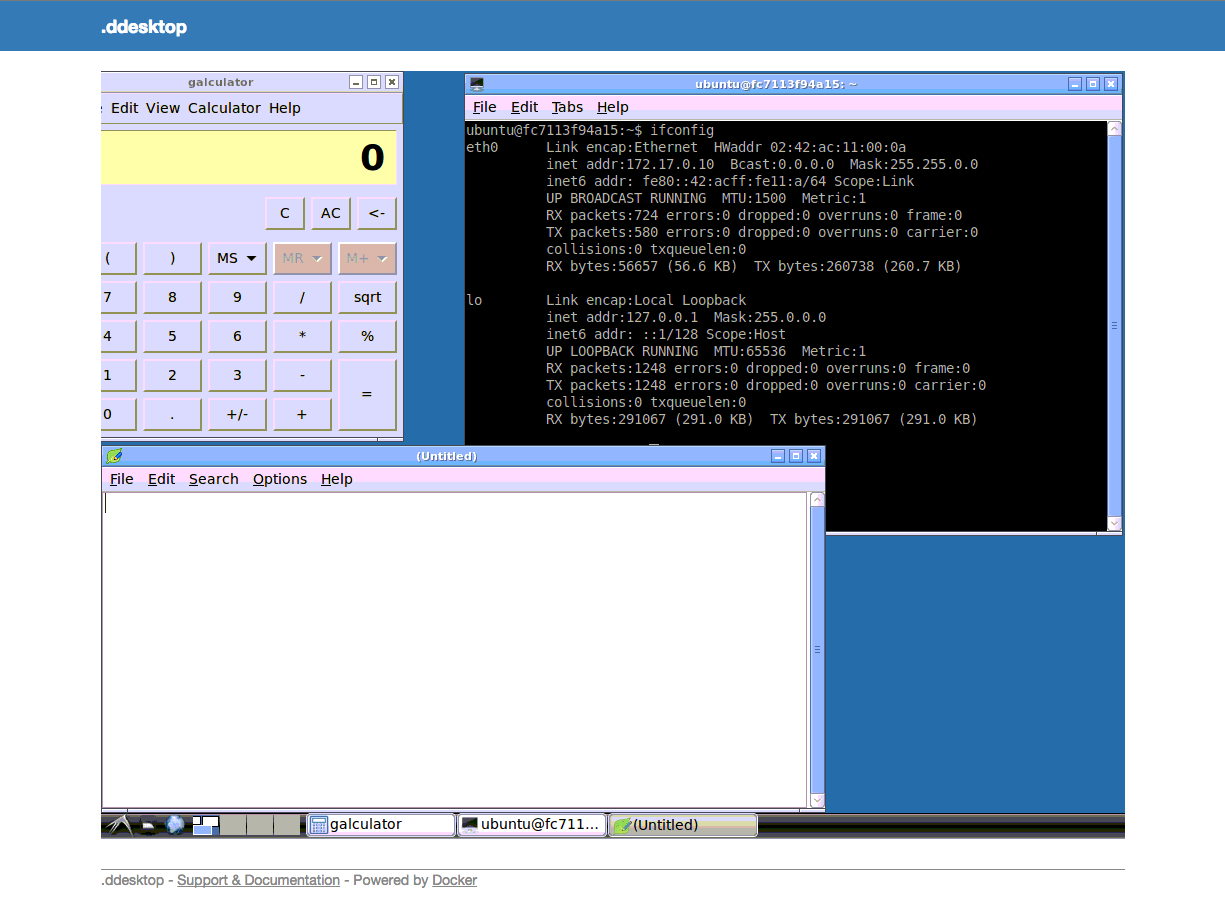 .ddesktop
galculator
Edit View Calculator Help
0
C AC <-
( ) MS MR M+
7 8 9 / sqrt
4 5 6 * %
1 2 3 - =
0 . +/- +
ubuntu@fc7113f94a15: ~
File Edit Tabs Help
ubuntu@fc7113f94a15:~$ ifconfig
eth0 Link encap:Ethernet HWaddr 02:42:ac:11:00:0a
inet addr:172.17.0.10 Bcast:0.0.0.0 Mask:255.255.0.0
inet6 addr: fe80::42:acff:fe11:a/64 Scope:Link
UP BROADCAST RUNNING MTU:1500 Metric:1
RX packets:724 errors:0 dropped:0 overruns:0 frame:0
TX packets:580 errors:0 dropped:0 overruns:0 carrier:0
collisions:0 txqueuelen:0
RX bytes:56657 (56.6 KB) TX bytes:260738 (260.7 KB)
lo Link encap:Local Loopback
inet addr:127.0.0.1 Mask:255.0.0.0
inet6 addr: ::1/128 Scope:Host
UP LOOPBACK RUNNING MTU:65536 Metric:1
RX packets:1248 errors:0 dropped:0 overruns:0 frame:0
TX packets:1248 errors:0 dropped:0 overruns:0 carrier:0
collisions:0 txqueuelen:0
RX bytes:291067 (291.0 KB) TX bytes:291067 (291.0 KB)
(Untitled)
File Edit Search Options Help
galculator ubuntu@fc711... (Untitled)
.ddesktop - Support & Documentation - Powered by Docker